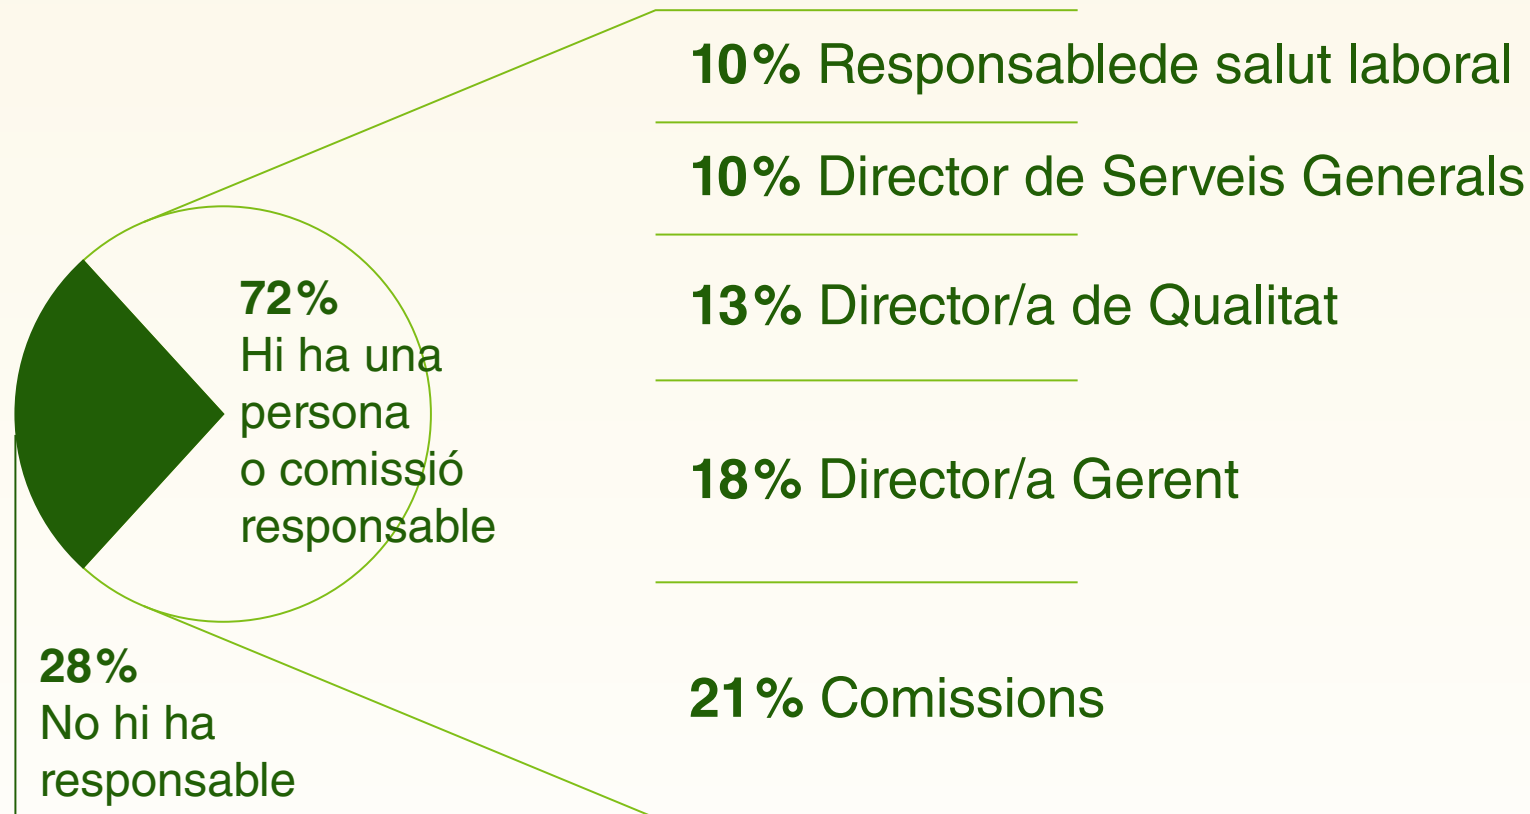 10% Responsablede salut laboral
10% Director de Serveis Generals
13% Director/a de Qualitat
18% Director/a Gerent
21% Comissions
72%
Hi ha una
persona
o comissió
responsable
28%
No hi ha
responsable